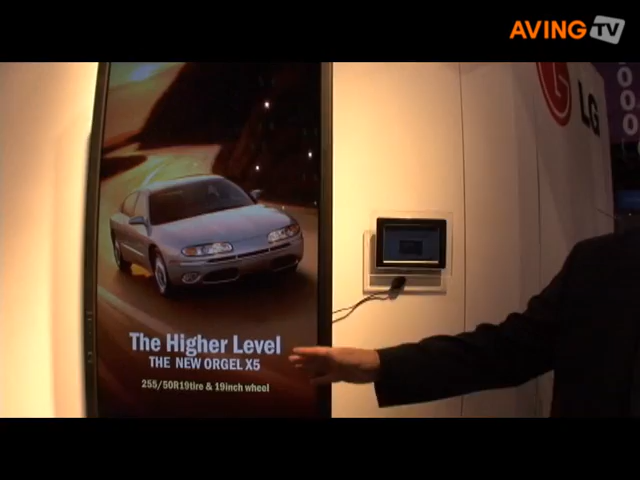 AVING TV
LG
The Higher Level
THE NEW ORGEL X5
255/50R19tire & 19inch wheel